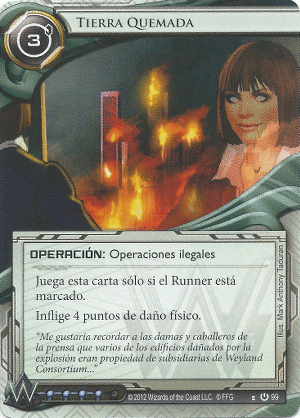 Tierra Quemada
3
OPERACIÓN: Operaciones ilegales
Juega esta carta sólo si el Runner está
marcado.
Inflige 4 puntos de daño físico.
"Me gustaría recordar a las damas y caballeros de
la prensa que varios de los edificios dañados por la
explosión eran propiedad de subsidiarias de Weyland
Consortium..."
Ilus. Mark Anthony Taduran
©2012 Wizards of the Coast LLC. © FFG
99